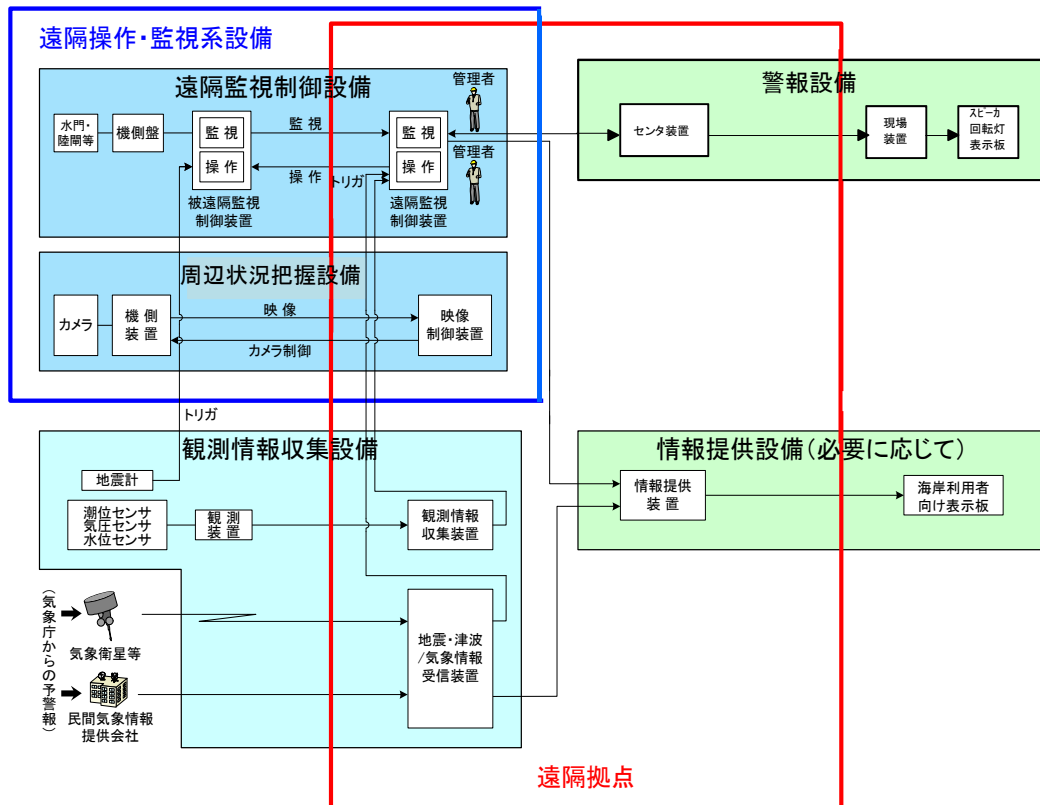 遠隔操作・監視系設備
遠隔監視制御設備
管理者
水門・
陸閘等
機側盤
監視
監視
監視
操作
操作
操作
管理者
トリガ
被遠隔監視
制御装置
遠隔監視
制御装置
警報設備
センタ装置
現場
装置
スピーカ
回転灯
表示板
周辺状況把握設備
カメラ
機側
装置
映像
カメラ制御
映像
制御装置
トリガ
観測情報収集設備
地震計
潮位センサ
気圧センサ
水位センサ
観測
装置
観測情報
収集装置
情報提供設備(必要に応じて)
情報提供
装置
海岸利用者
向け表示板
(気象庁からの予警報)
気象衛星等
民間気象情報
提供会社
地震・津波
/気象情報
受信装置
遠隔拠点